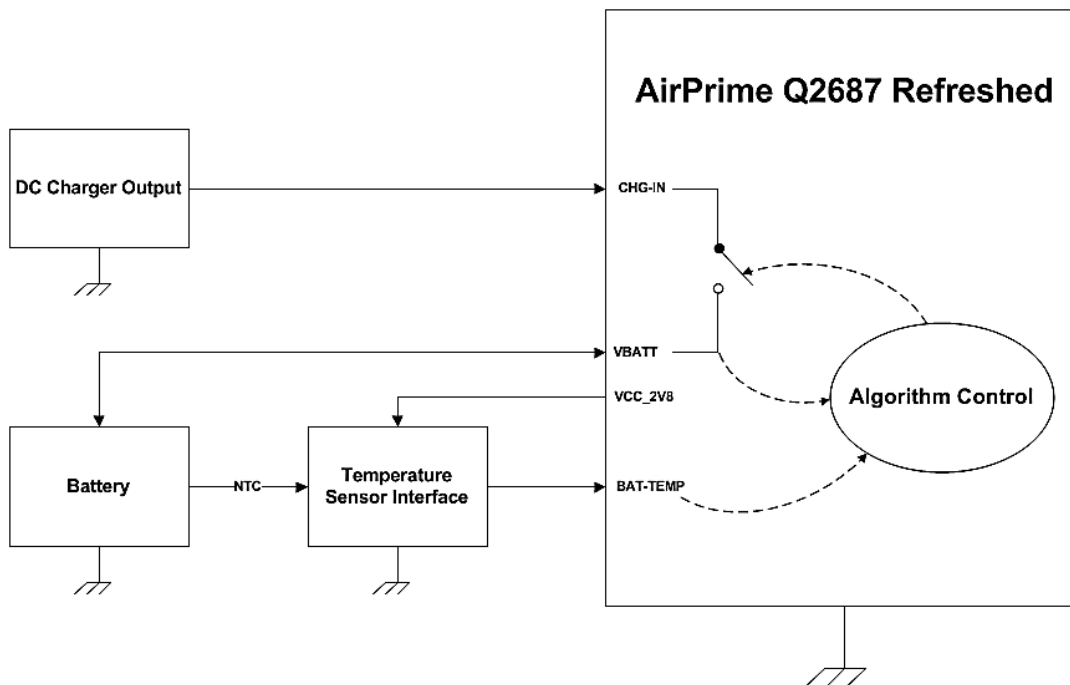 AirPrime Q2687 Refreshed
DC Charger Output
CHG-IN
VBATT
VCC_2V8
Algorithm Control
Battery
NTC
Temperature
Sensor Interface
BAT-TEMP